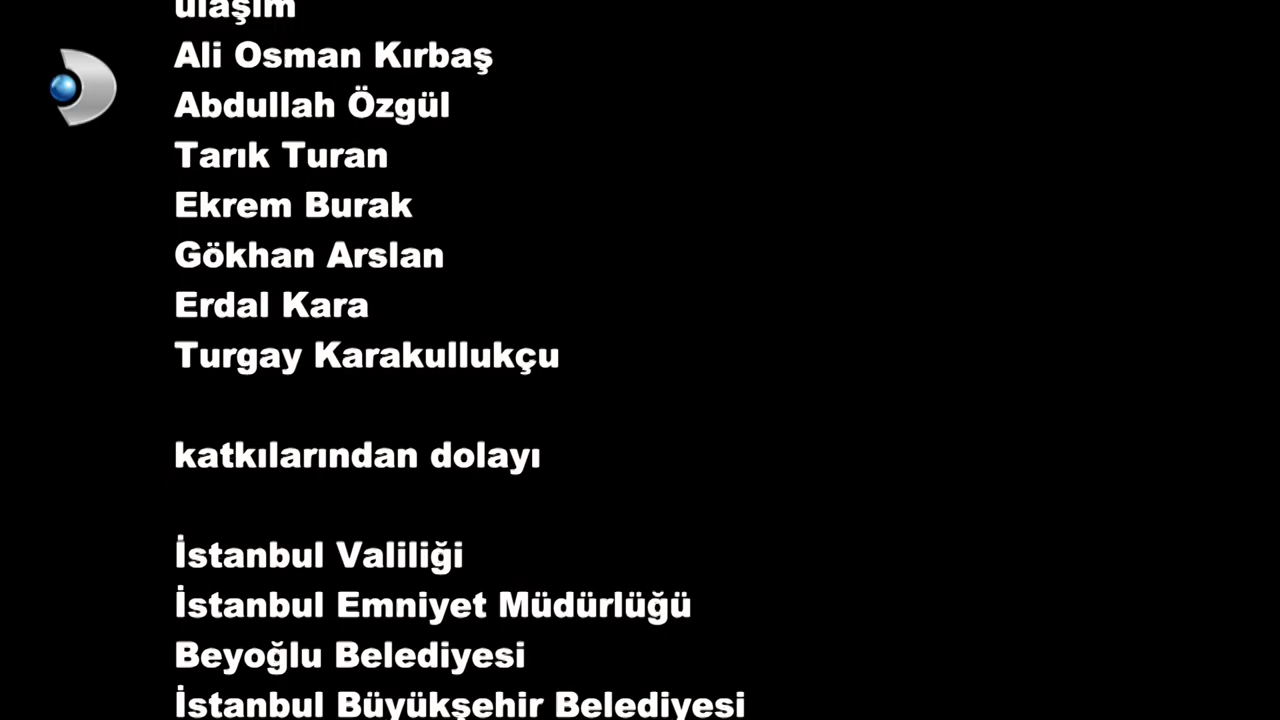 ulaşım
Ali Osman Kırbaş
Abdullah Özgül
Tarık Turan
Ekrem Burak
Gökhan Arslan
Erdal Kara
Turgay Karakullukçu
katkılarından dolayı
İstanbul Valiliği
İstanbul Emniyet Müdürlüğü
Beyoğlu Belediyesi
İstanbul Büyükşehir Belediyesi